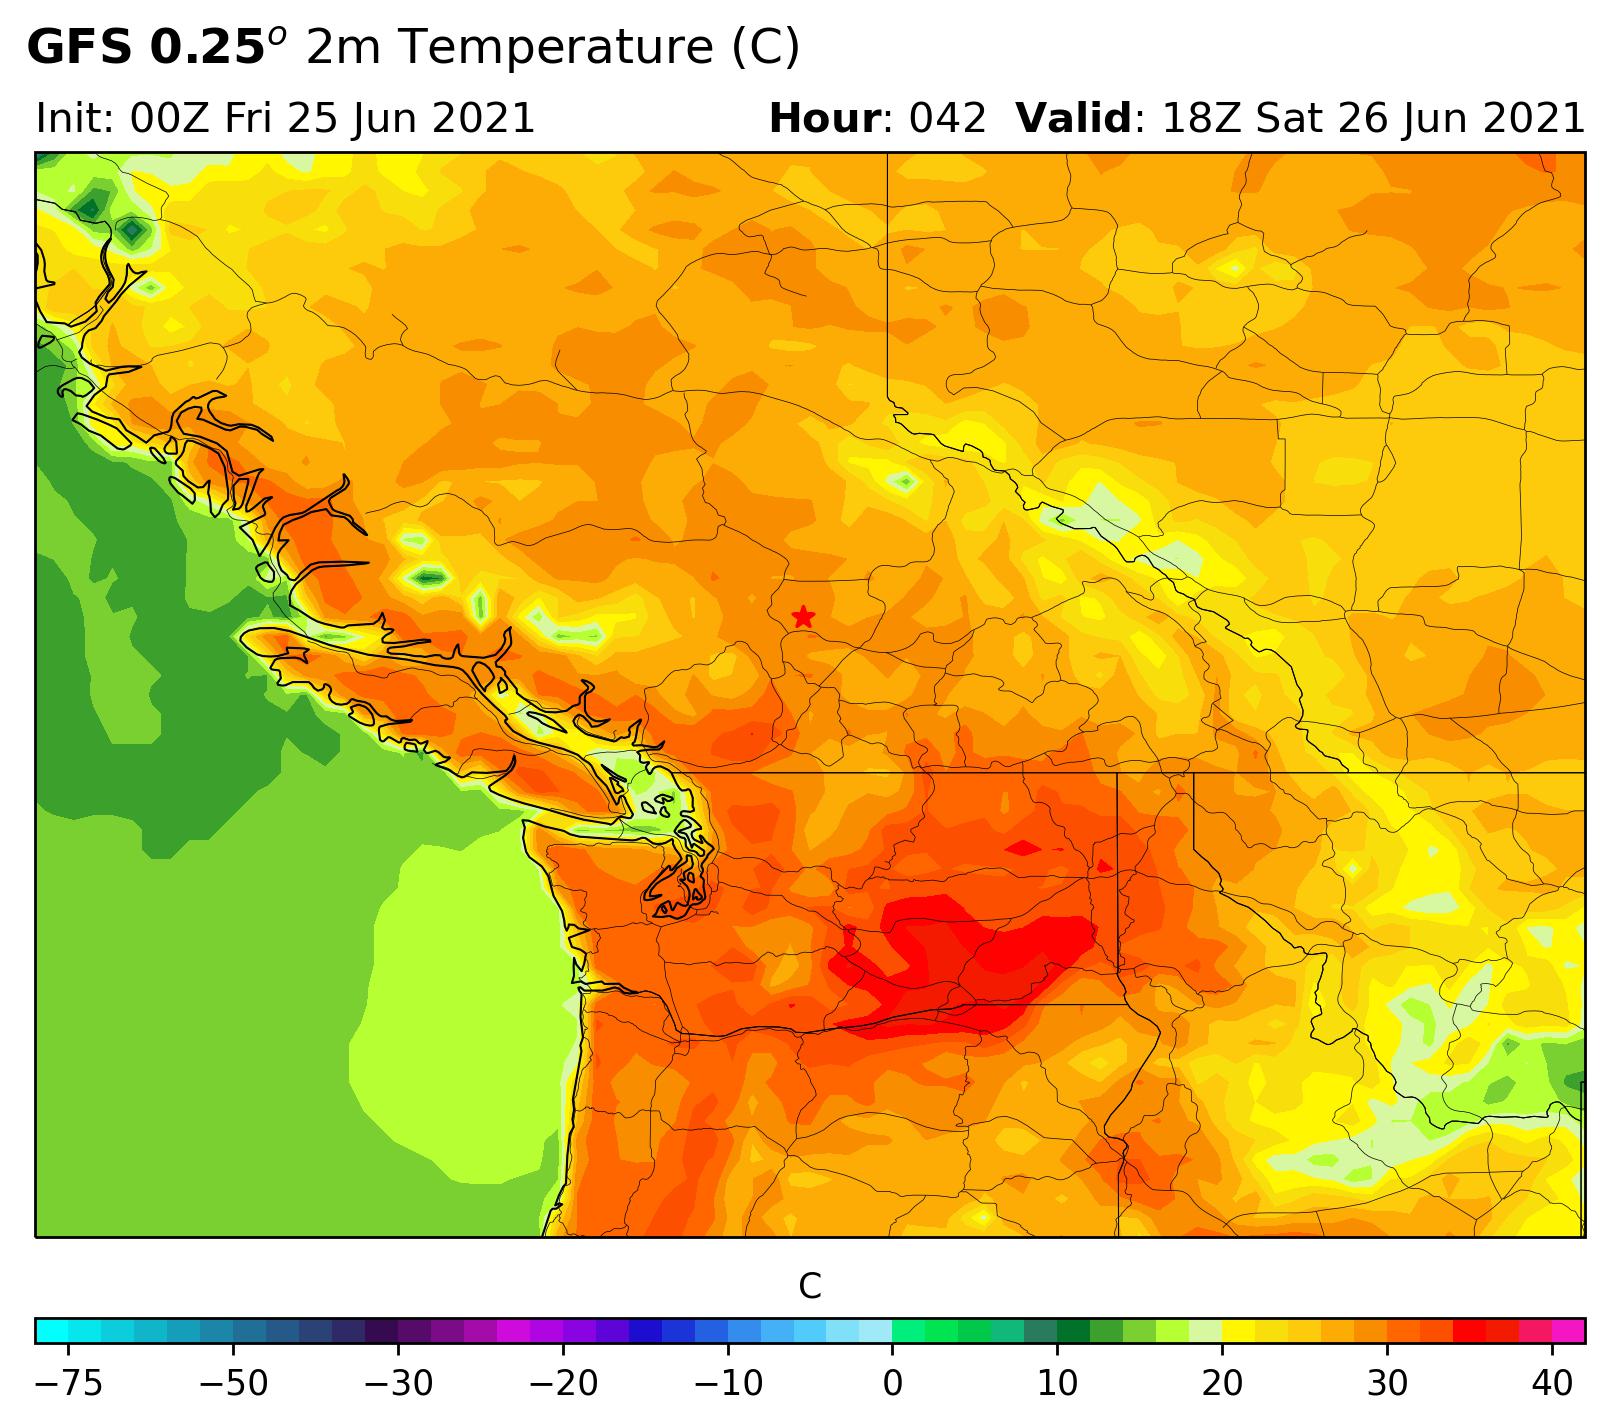 GFS 0.25° 2m Temperature (C)
Init: 00Z Fri 25 Jun 2021 Hour: 042 Valid: 18Z Sat 26 Jun 2021
C
−75 −50 −30 −20 −10 0 10 20 30 40